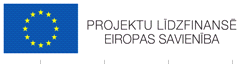 PROJEKTU LĪDZFINANSĒ
EIROPAS SAVIENĪBA